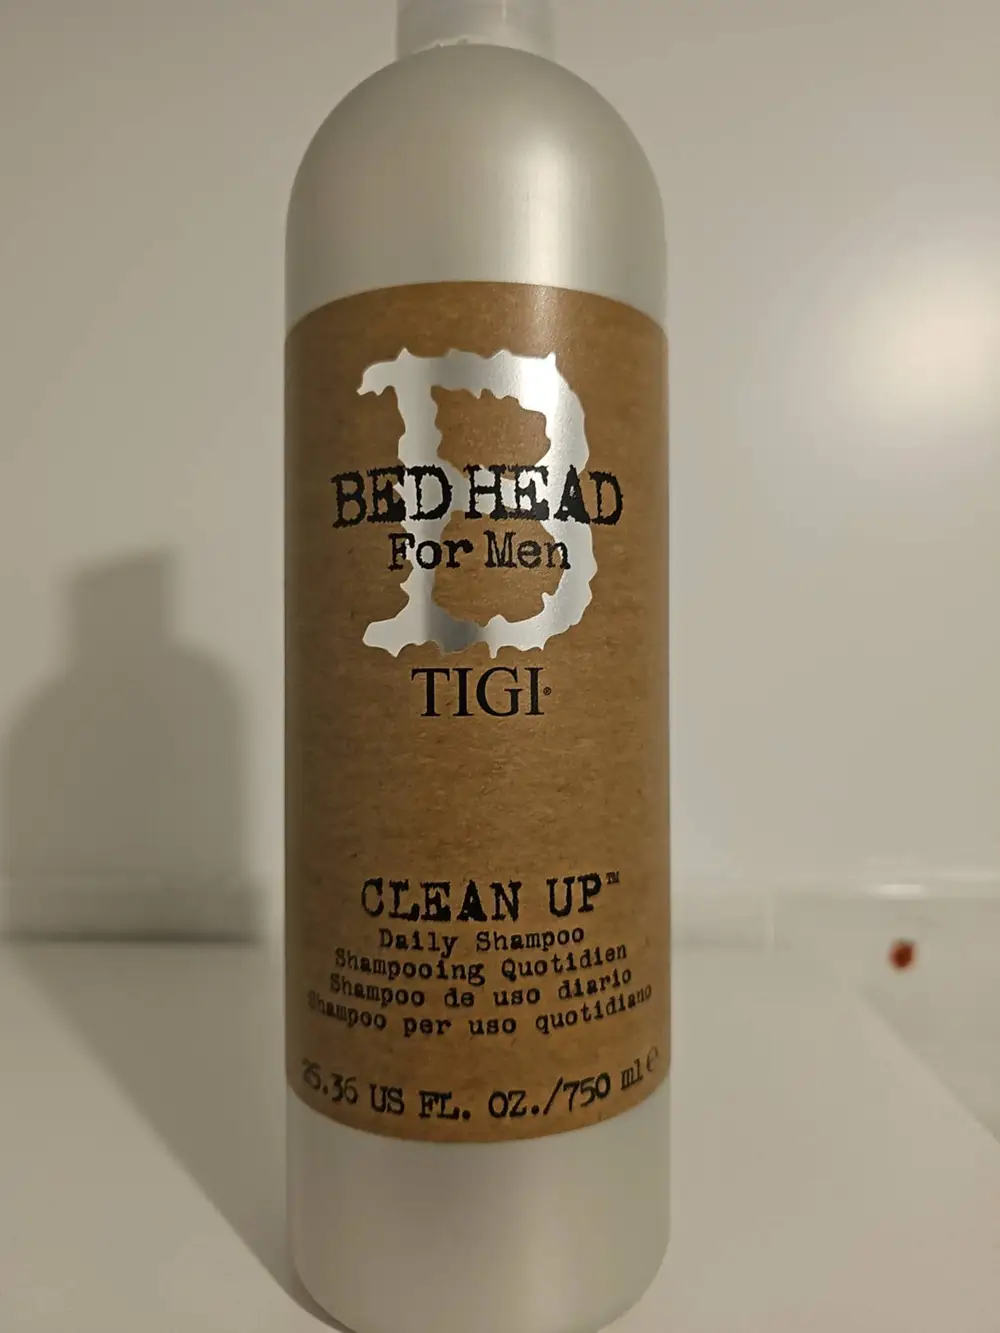 B
BED HEAD
For Men
TIGI®
CLEAN UP™
Daily Shampoo
Shampooing Quotidien
Shampoo de uso diario
Shampoo per uso quotidiano
25.36 US FL. OZ./750 ml ℮